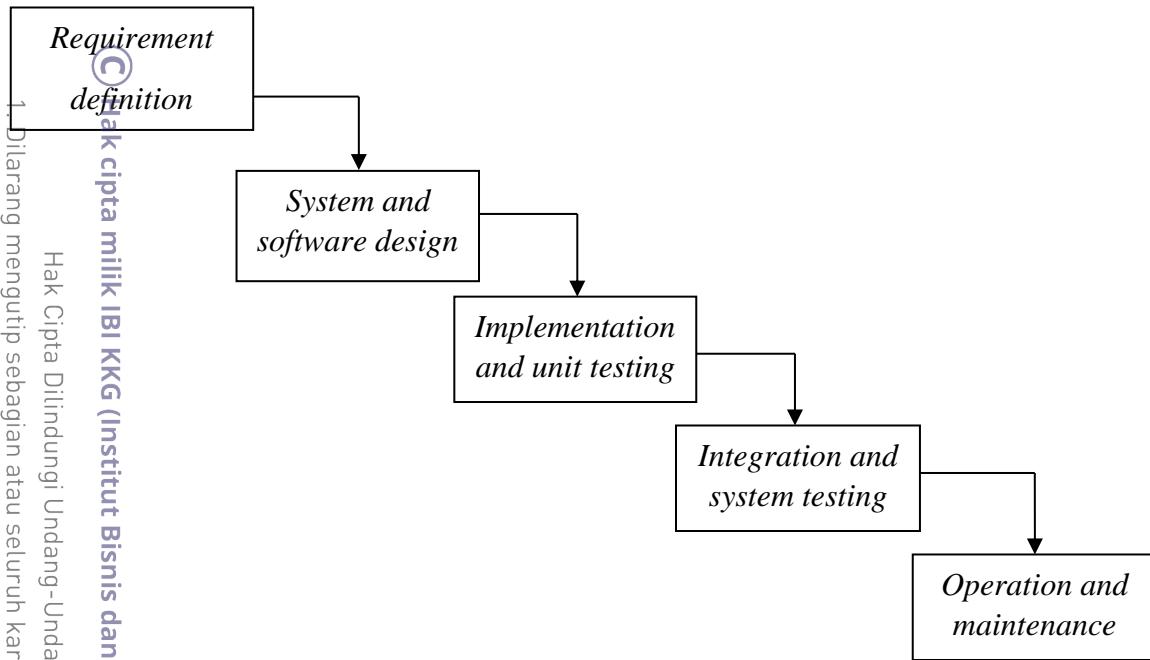 Requirement
definition
System and
software design
Implementation
and unit testing
Integration and
system testing
Operation and
maintenance
© Hak cipta milik IBI KKG (Institut Bisnis dan
Hak Cipta Dilindungi Undang-Unda
1. Dilarang mengutip sebagian atau seluruh kar